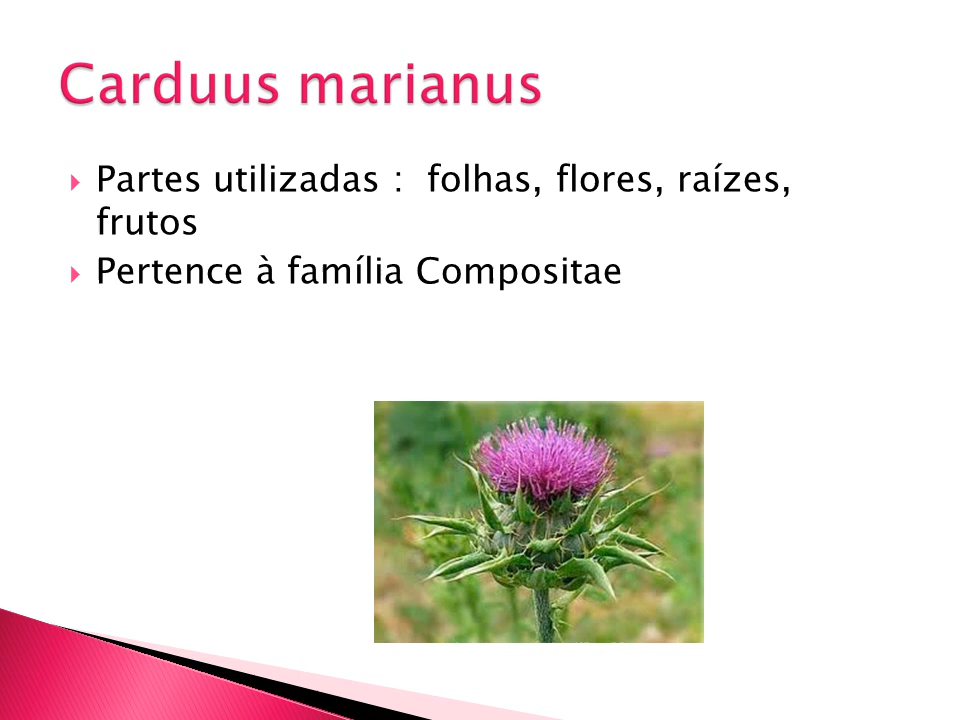 Carduus marianus
Partes utilizadas : folhas, flores, raízes,
frutos
Pertence à família Compositae